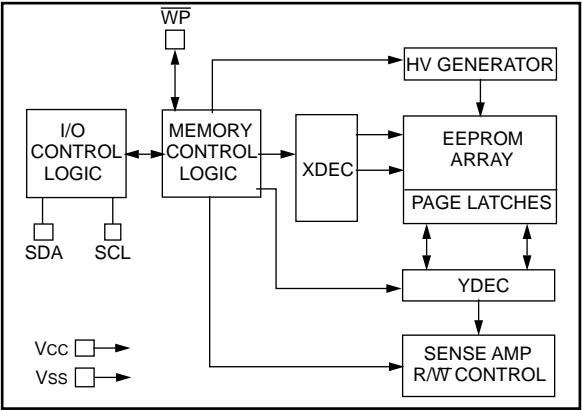 W̅P̅
HV GENERATOR
I/O
CONTROL
LOGIC
MEMORY
CONTROL
LOGIC
XDEC
EEPROM
ARRAY
PAGE LATCHES
SDA
SCL
YDEC
VCC
VSS
SENSE AMP
R/W̅ CONTROL